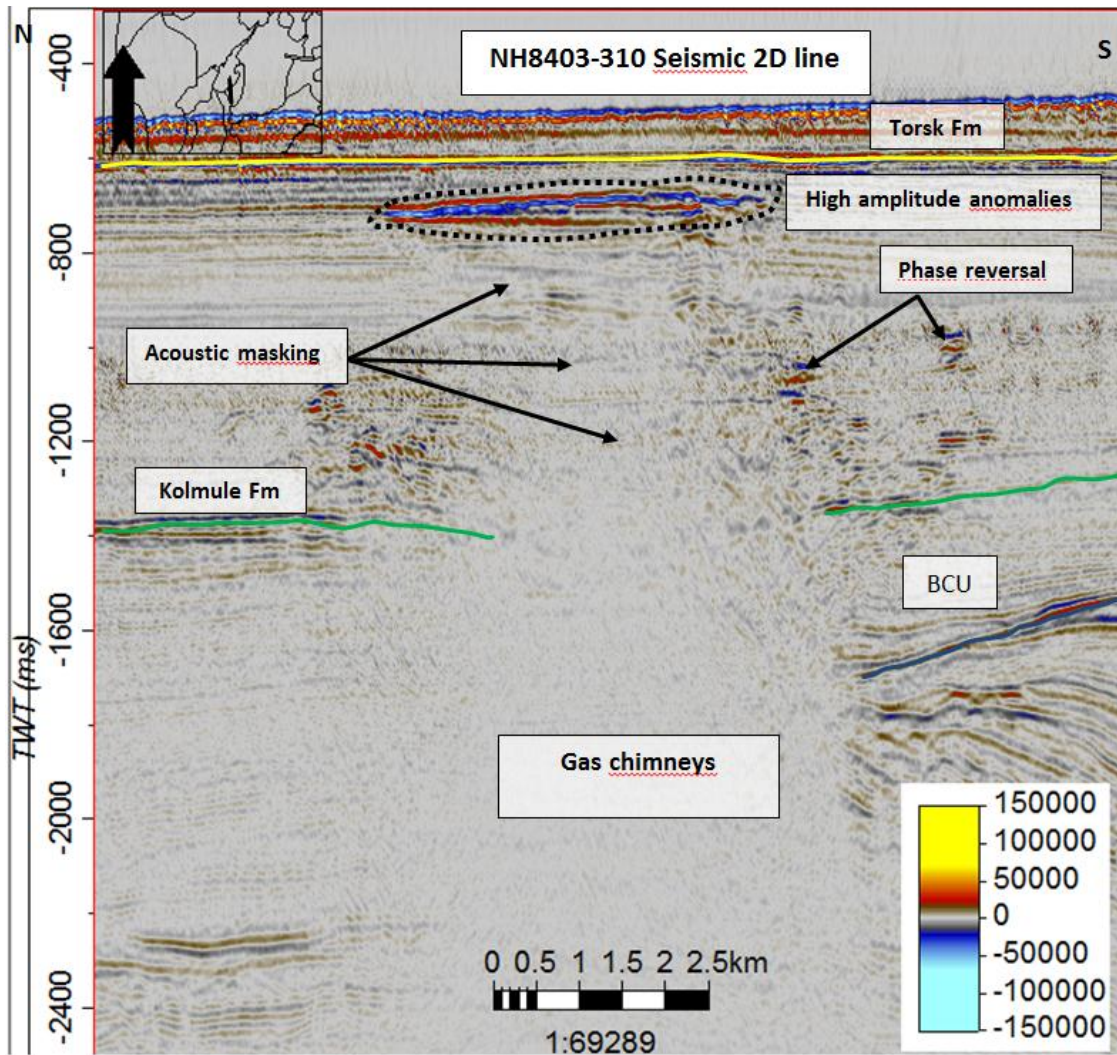 N
S
NH8403-310 Seismic 2D line
-400
Torsk Fm
High amplitude anomalies
-800
Phase reversal
Acoustic masking
-1200
Kolmule Fm
BCU
-1600
TWT (ms)
Gas chimneys
-2000
150000
100000
50000
0
-50000
-100000
-150000
0 0.5 1 1.5 2 2.5km
-2400
1:69289